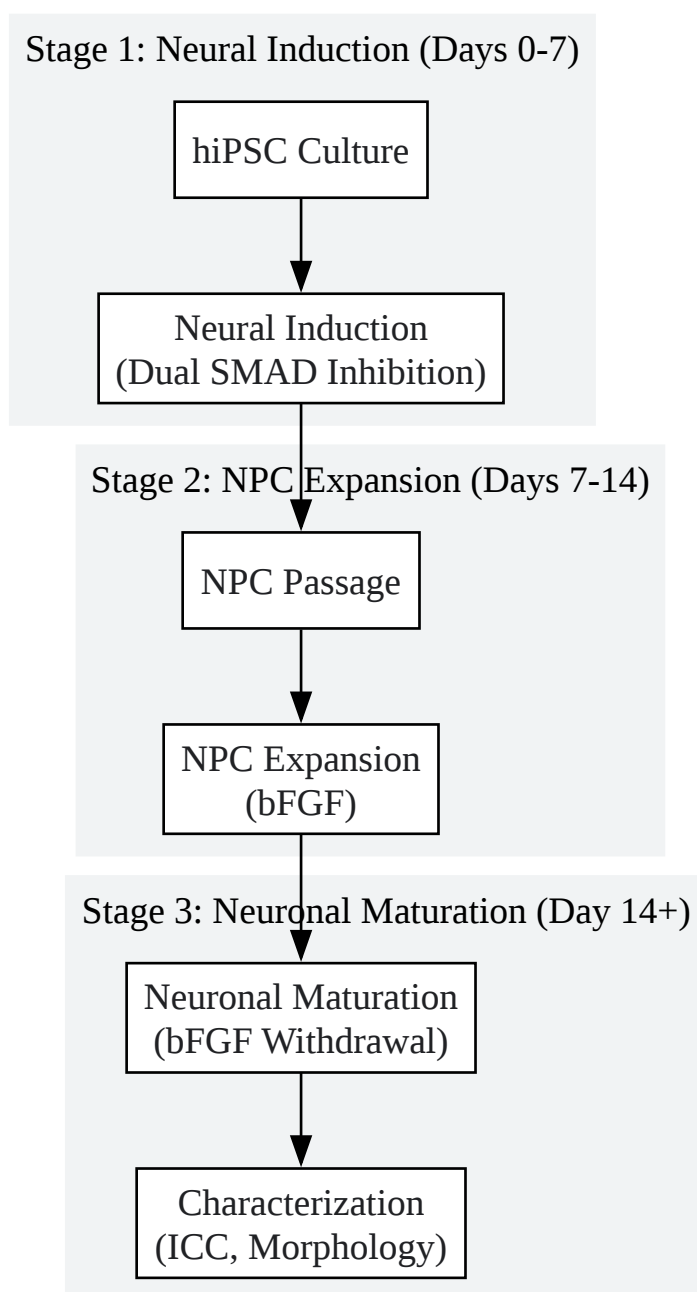 Stage 1: Neural Induction (Days 0-7)
hiPSC Culture
Neural Induction
(Dual SMAD Inhibition)
Stage 2: NPC Expansion (Days 7-14)
NPC Passage
NPC Expansion
(bFGF)
Stage 3: Neuronal Maturation (Day 14+)
Neuronal Maturation
(bFGF Withdrawal)
Characterization
(ICC, Morphology)